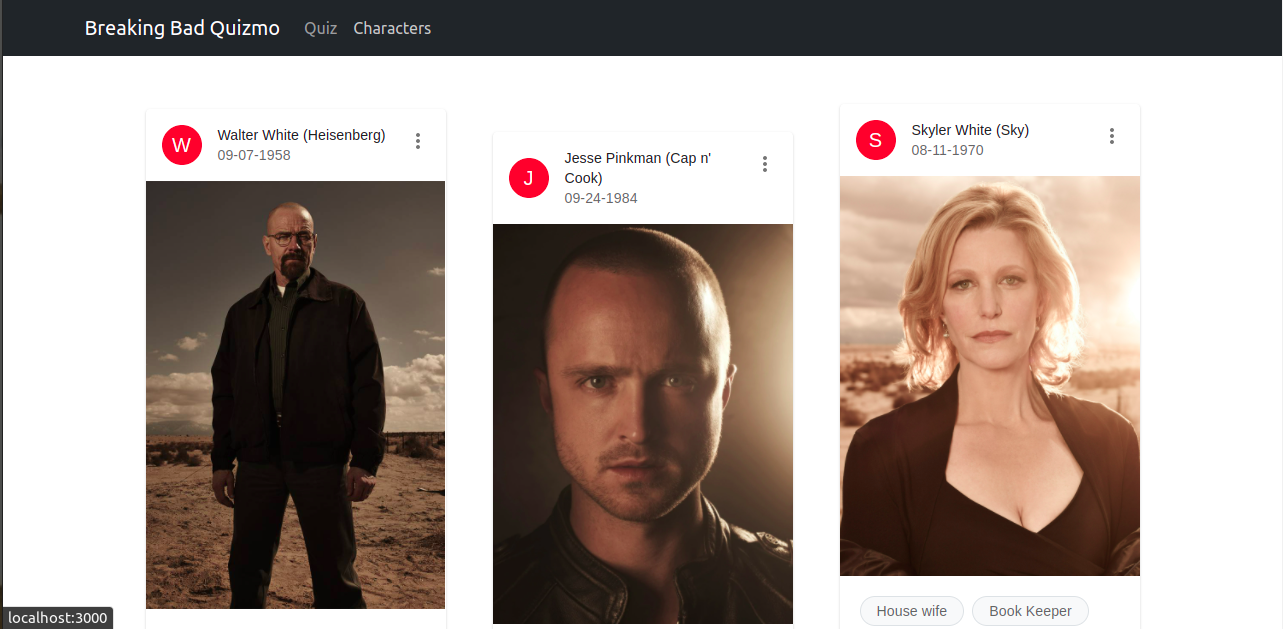 Breaking Bad Quizmo Quiz Characters
W
Walter White (Heisenberg)
09-07-1958
J
Jesse Pinkman (Cap n'
Cook)
09-24-1984
S
Skyler White (Sky)
08-11-1970
House wife Book Keeper
localhost:3000